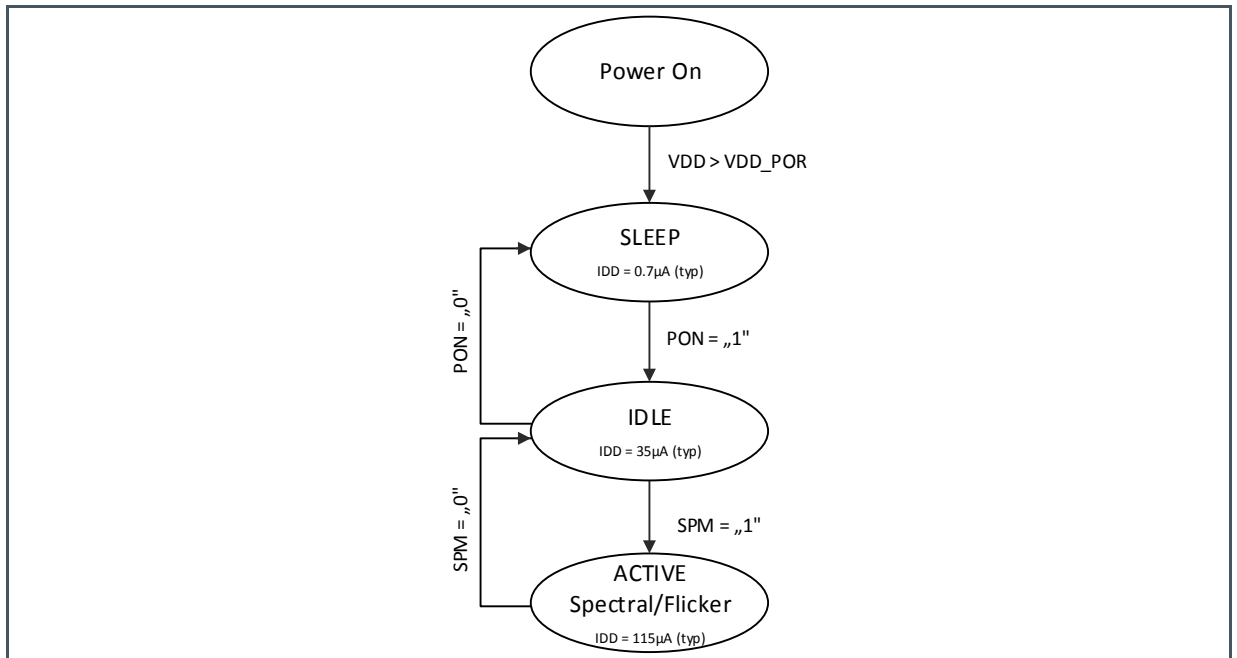 Power On
VDD > VDD_POR
SLEEP
IDD = 0.7µA (typ)
PON = „0"
PON = „1"
IDLE
IDD = 35µA (typ)
SPM = „0"
SPM = „1"
ACTIVE
Spectral/Flicker
IDD = 115µA (typ)